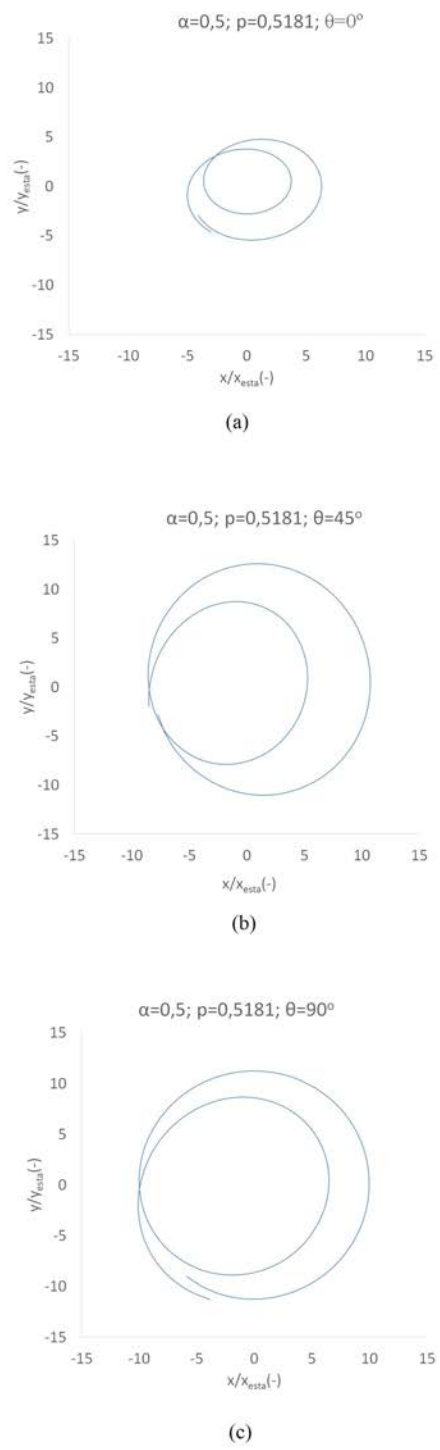 α=0,5; p=0,5181; θ=0º
15
10
5
0
-5
-10
-15
y/yesta(-)
-15 -10 -5 0 5 10 15
x/xesta(-)
(a)
α=0,5; p=0,5181; θ=45º
15
10
5
0
-5
-10
-15
y/yesta(-)
-15 -10 -5 0 5 10 15
x/xesta(-)
(b)
α=0,5; p=0,5181; θ=90º
15
10
5
0
-5
-10
-15
y/yesta(-)
-15 -10 -5 0 5 10 15
x/xesta(-)
(c)